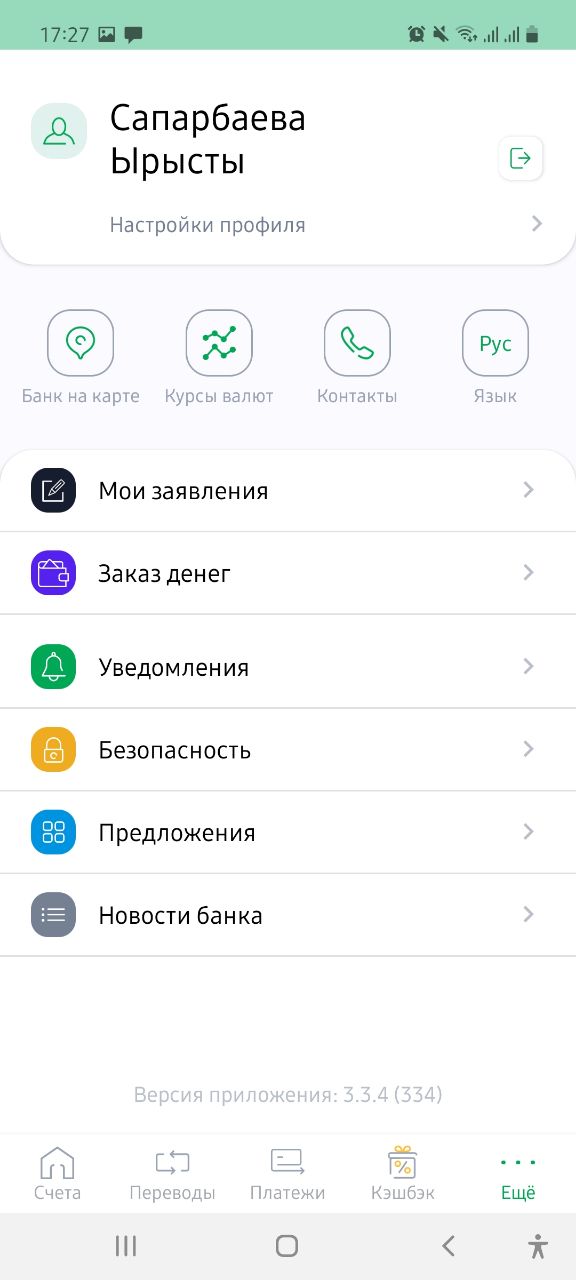 17:27
Сапарбаева
Ырысты
Настройки профиля
Рус
Банк на карте
Курсы валют
Контакты
Язык
Мои заявления
Заказ денег
Уведомления
Безопасность
Предложения
Новости банка
Версия приложения: 3.3.4 (334)
Счета
Переводы
Платежи
Кэшбэк
Ещё